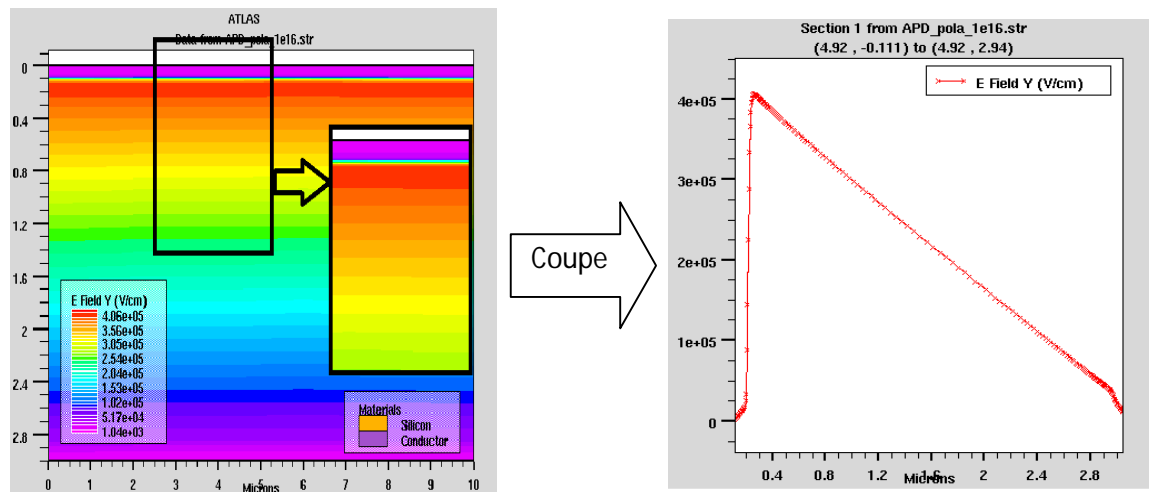 ATLAS
Data from APD_pola_1e16.str
0
0.4
0.8
1.2
1.6
2
2.4
2.8
E Field Y (V/cm)
4.06e+05
3.56e+05
3.05e+05
2.54e+05
2.04e+05
1.53e+05
1.02e+05
5.17e+04
1.04e+03
Materials
Silicon
Conductor
0 1 2 3 4 5 6 7 8 9 10
Microns
Coupe
Section 1 from APD_pola_1e16.str
(4.92 , -0.111) to (4.92 , 2.94)
E Field Y (V/cm)
4e+05
3e+05
2e+05
1e+05
0
0.4 0.8 1.2 1.6 2 2.4 2.8
Microns